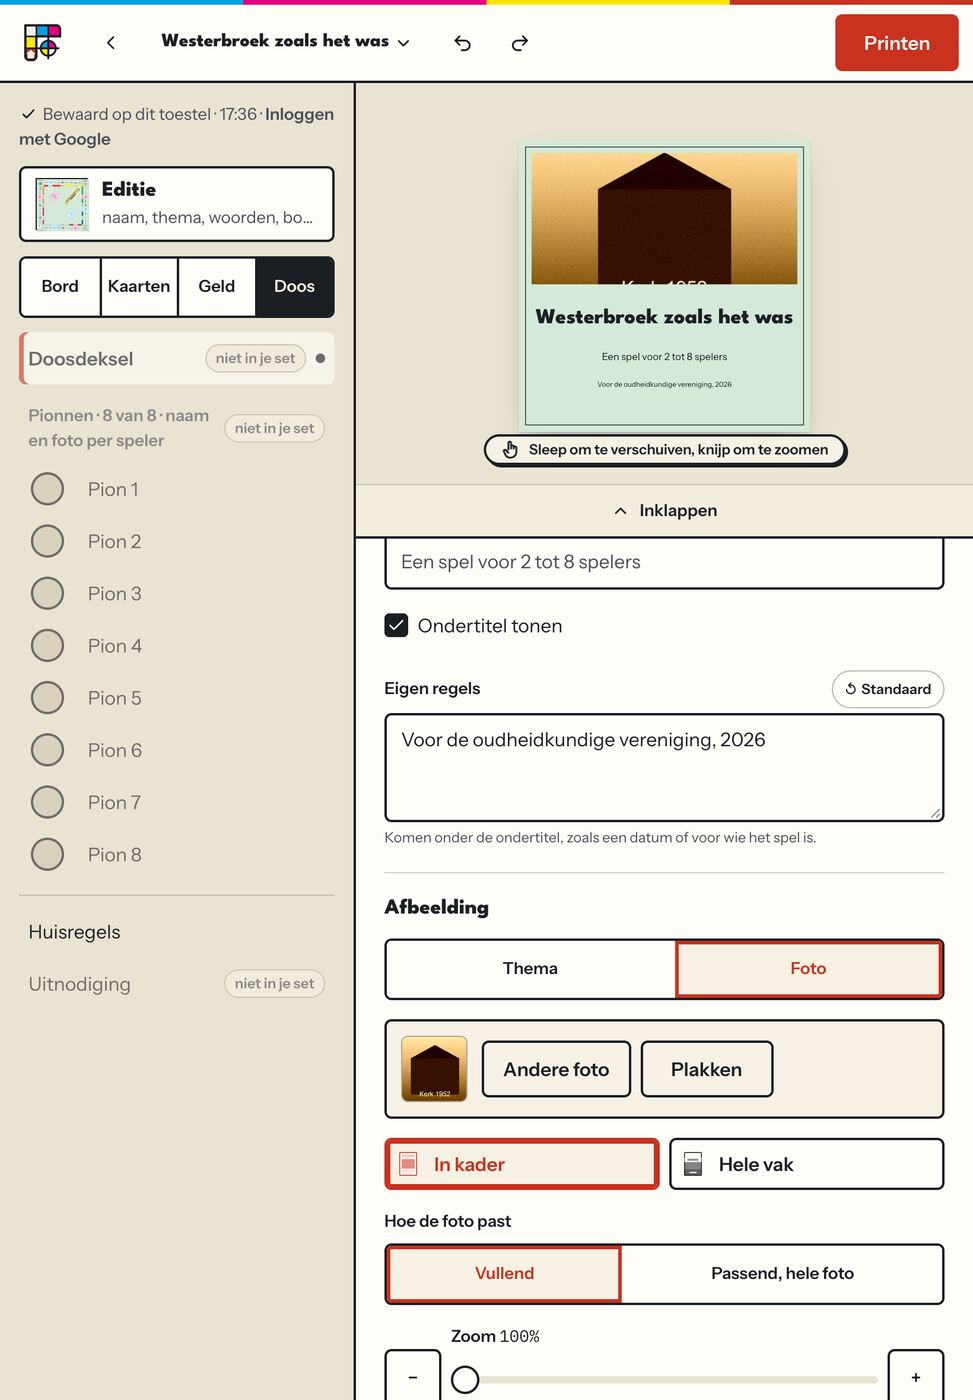 Westerbroek zoals het was
Printen
Bewaard op dit toestel · 17:36 · Inloggen
met Google
Editie
naam, thema, woorden, bo...
Bord
Kaarten
Geld
Doos
Doosdeksel
niet in je set
Pionnen · 8 van 8 · naam
en foto per speler
niet in je set
Pion 1
Pion 2
Pion 3
Pion 4
Pion 5
Pion 6
Pion 7
Pion 8
Huisregels
Uitnodiging
niet in je set
Kerk 1952
Westerbroek zoals het was
Een spel voor 2 tot 8 spelers
Voor de oudheidkundige vereniging, 2026
Sleep om te verschuiven, knijp om te zoomen
Inklappen
Een spel voor 2 tot 8 spelers
Ondertitel tonen
Eigen regels
Standaard
Voor de oudheidkundige vereniging, 2026
Komen onder de ondertitel, zoals een datum of voor wie het spel is.
Afbeelding
Thema
Foto
Kerk 1952
Andere foto
Plakken
In kader
Hele vak
Hoe de foto past
Vullend
Passend, hele foto
Zoom 100%
−
+